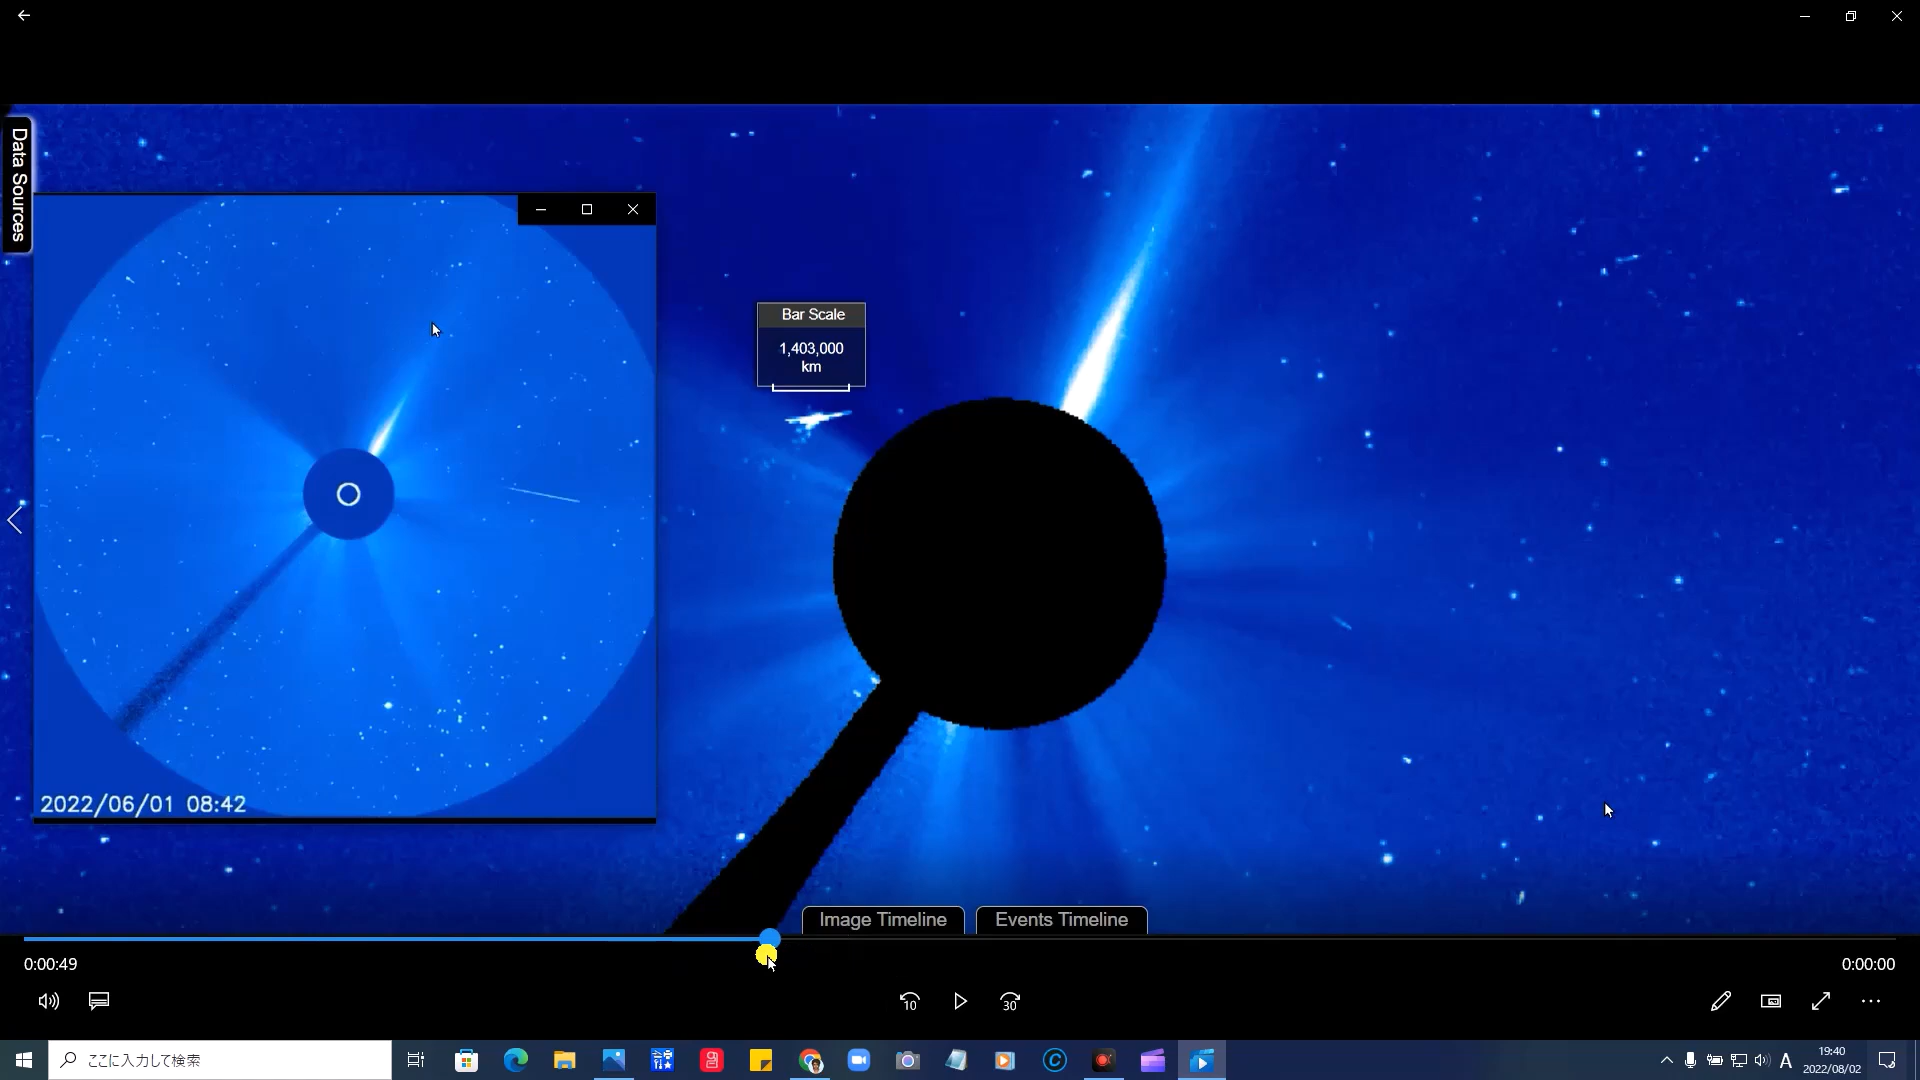 Data Sources
Bar Scale
1,403,000
km
2022/06/01 08:42
Image Timeline
Events Timeline
0:00:49
0:00:00
10
30
ここに入力して検索
A
19:40
2022/08/02